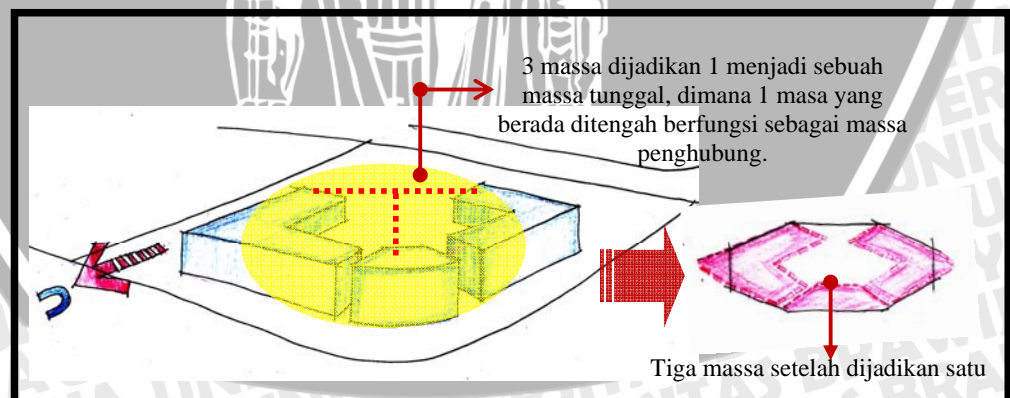 3 massa dijadikan 1 menjadi sebuah
massa tunggal, dimana 1 masa yang
berada ditengah berfungsi sebagai massa
penghubung.
Tiga massa setelah dijadikan satu